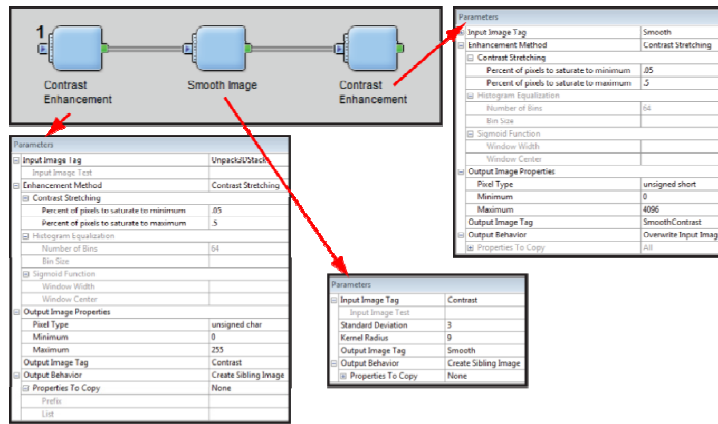 1
Contrast Enhancement
Smooth Image
Contrast Enhancement
Parameters
Input Image Tag Smooth
Enhancement Method Contrast Stretching
Contrast Stretching
Percent of pixels to saturate to minimum .05
Percent of pixels to saturate to maximum .5
Histogram Equalization
Number of Bins 64
Bin Size
Sigmoid Function
Window Width
Window Center
Output Image Properties
Pixel Type unsigned short
Minimum 0
Maximum 4096
Output Image Tag SmoothContrast
Output Behavior Overwrite Input Imag
Properties To Copy All
Parameters
Input Image Tag Unpack3DStack
Input Image Text
Enhancement Method Contrast Stretching
Contrast Stretching
Percent of pixels to saturate to minimum .05
Percent of pixels to saturate to maximum .5
Histogram Equalization
Number of Bins 64
Bin Size
Sigmoid Function
Window Width
Window Center
Output Image Properties
Pixel Type unsigned char
Minimum 0
Maximum 255
Output Image Tag Contrast
Output Behavior Create Sibling Image
Properties To Copy None
Prefix
List
Parameters
Input Image Tag Contrast
Input Image Text
Standard Deviation 3
Kernel Radius 9
Output Image Tag Smooth
Output Behavior Create Sibling Image
Properties To Copy None